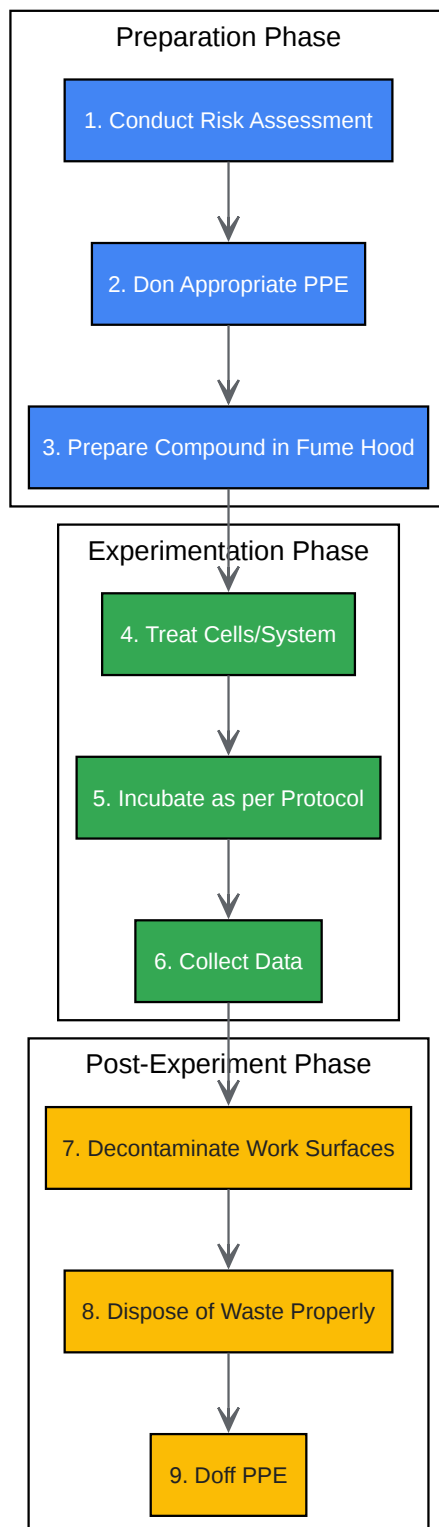 Preparation Phase
1. Conduct Risk Assessment
2. Don Appropriate PPE
3. Prepare Compound in Fume Hood
Experimentation Phase
4. Treat Cells/System
5. Incubate as per Protocol
6. Collect Data
Post-Experiment Phase
7. Decontaminate Work Surfaces
8. Dispose of Waste Properly
9. Doff PPE